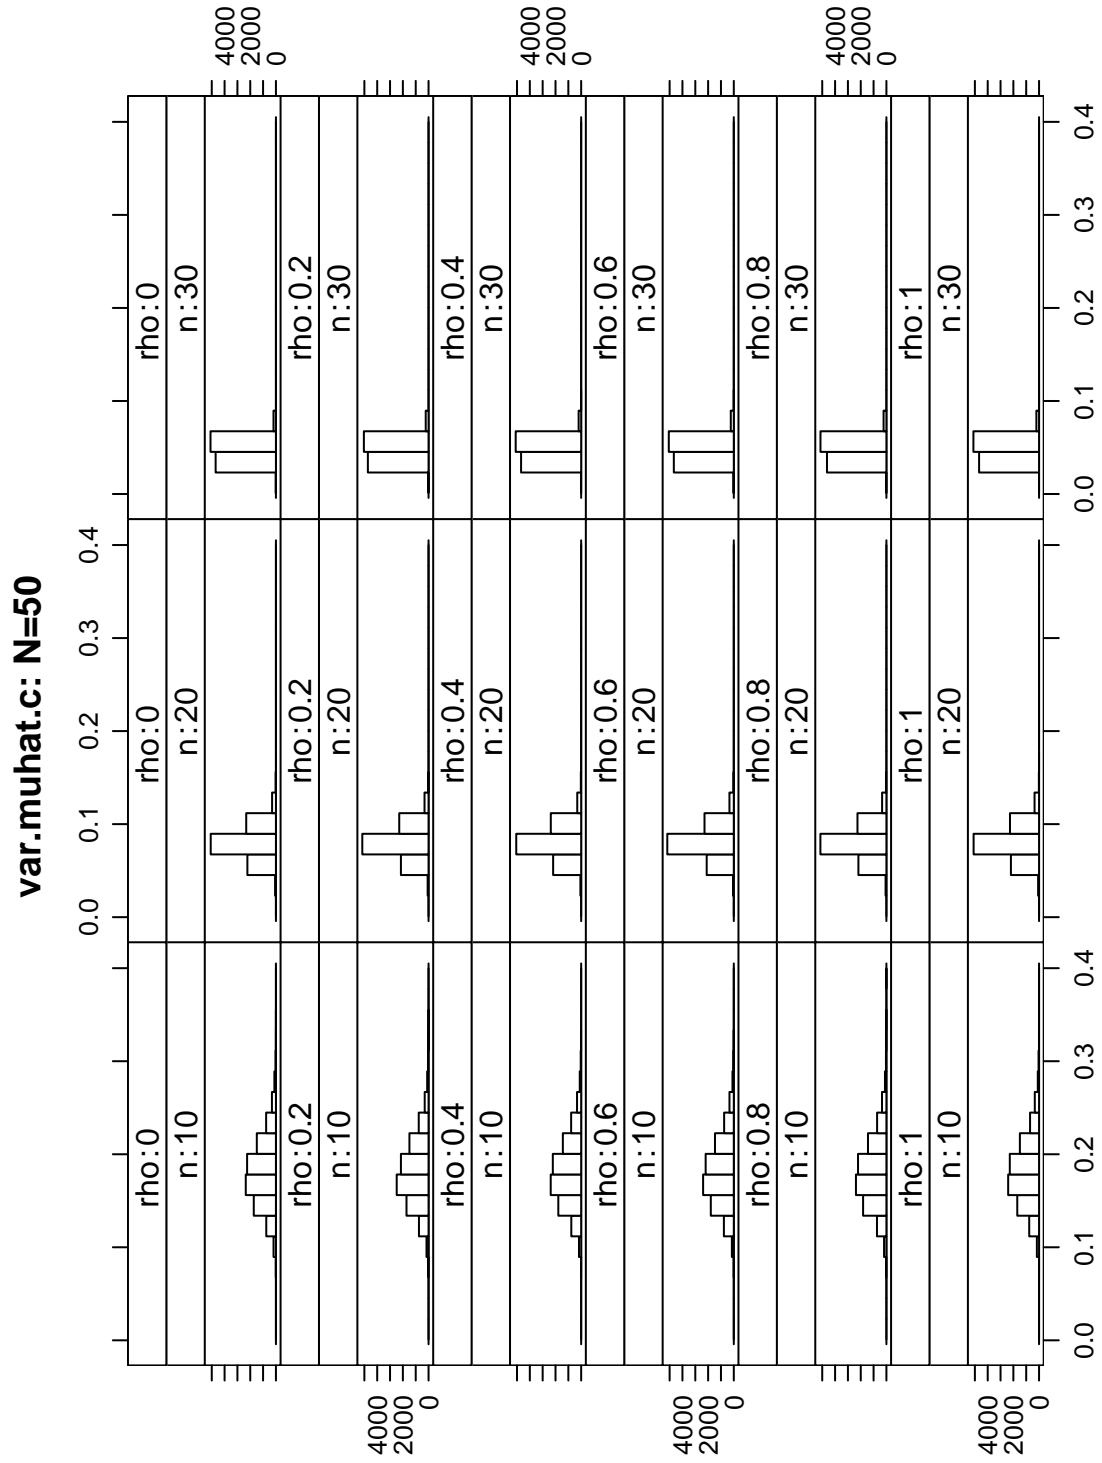 var.muhat.c: N=50
0.0 0.1 0.2 0.3 0.4
rho:0 rho:0 rho:0
n:10 n:20 n:30
4000
2000
0
rho:0.2 rho:0.2 rho:0.2
n:10 n:20 n:30
4000
2000
0
rho:0.4 rho:0.4 rho:0.4
n:10 n:20 n:30
4000
2000
0
rho:0.6 rho:0.6 rho:0.6
n:10 n:20 n:30
4000
2000
0
rho:0.8 rho:0.8 rho:0.8
n:10 n:20 n:30
4000
2000
0
rho:1 rho:1 rho:1
n:10 n:20 n:30
4000
2000
0
0.0 0.1 0.2 0.3 0.4 0.0 0.1 0.2 0.3 0.4